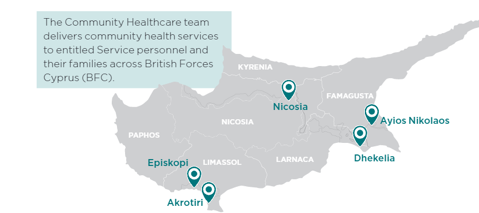 The Community Healthcare team
delivers community health services
to entitled Service personnel and
their families across British Forces
Cyprus (BFC).
KYRENIA
FAMAGUSTA
Nicosia
Ayios Nikolaos
NICOSIA
PAPHOS
Dhekelia
Episkopi
LIMASSOL
LARNACA
Akrotiri